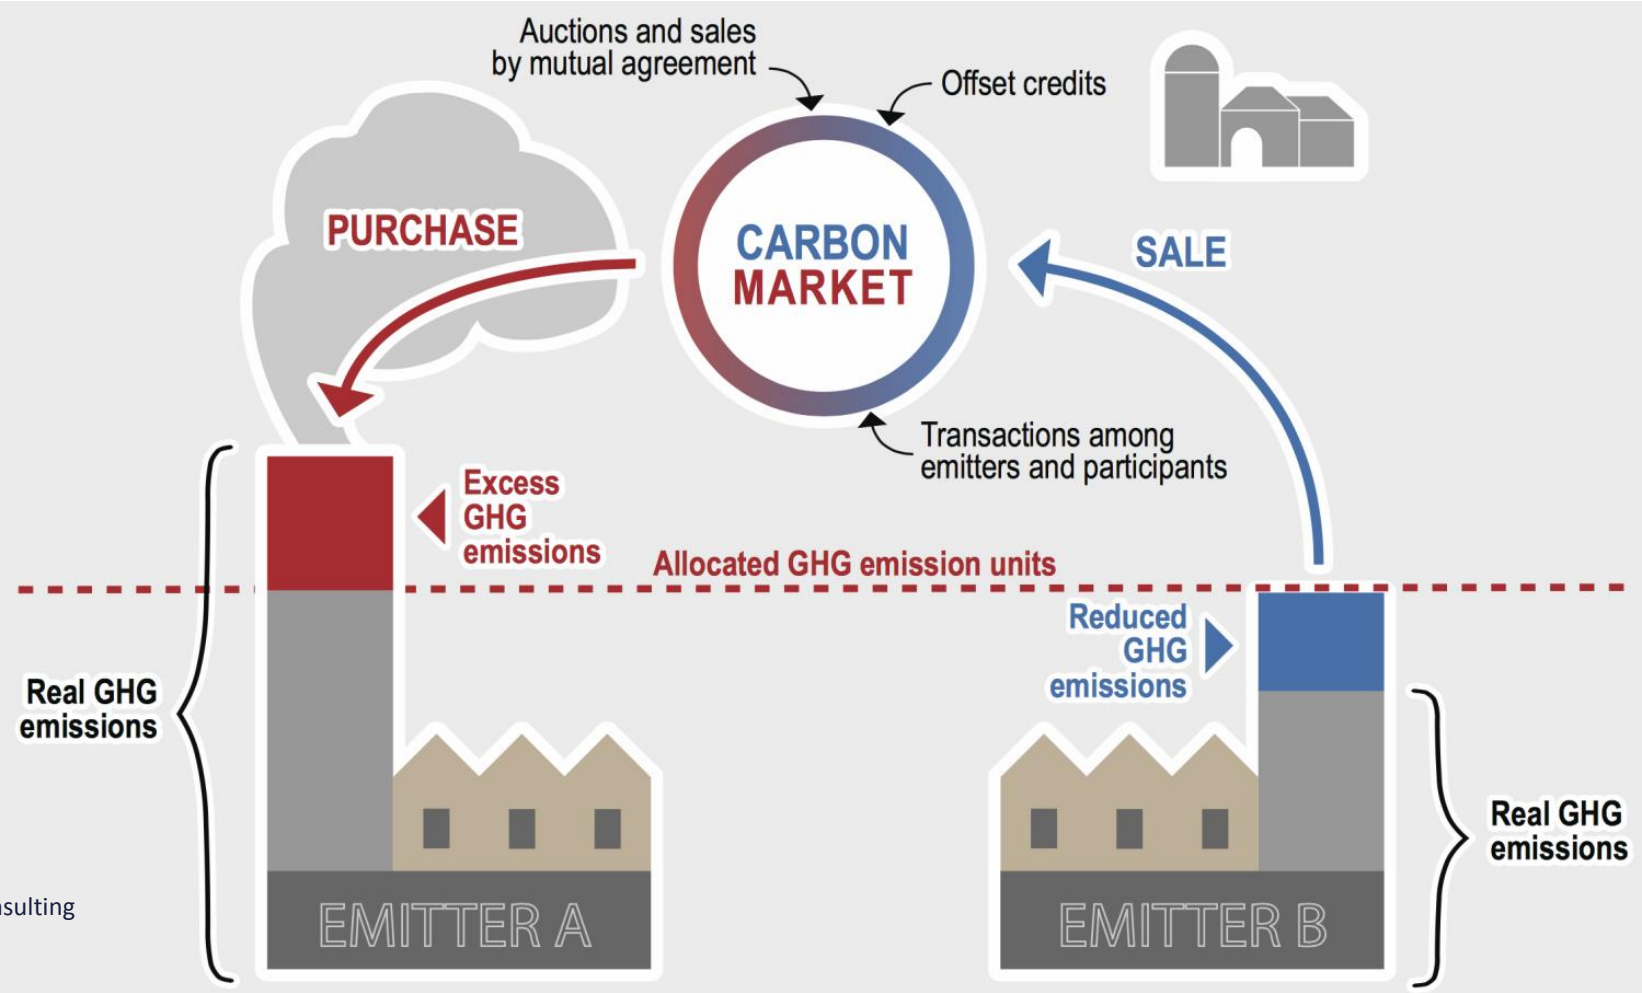 Auctions and sales
by mutual agreement
Offset credits
PURCHASE
CARBON
MARKET
SALE
Transactions among
emitters and participants
Excess
GHG
emissions
Allocated GHG emission units
Reduced
GHG
emissions
Real GHG
emissions
Real GHG
emissions
nsulting
EMITTER A
EMITTER B